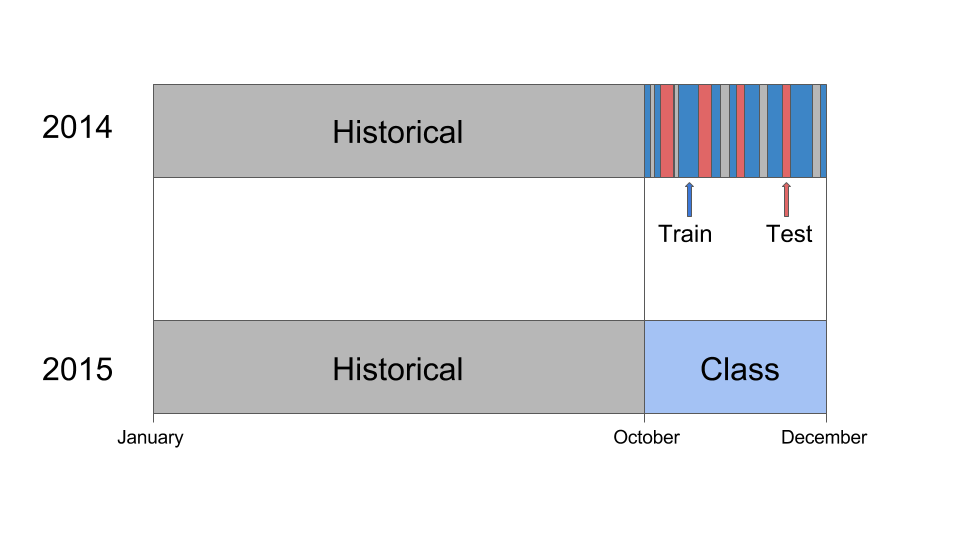 2014
Historical
Train
Test
2015
Historical
Class
January
October
December